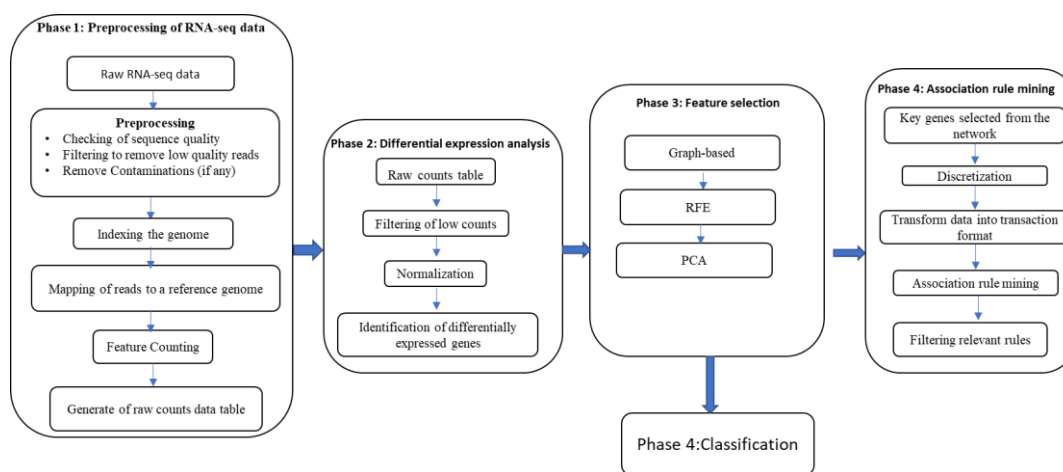 Phase 1: Preprocessing of RNA-seq data
Raw RNA-seq data
Preprocessing
• Checking of sequence quality
• Filtering to remove low quality reads
• Remove Contaminations (if any)
Indexing the genome
Mapping of reads to a reference genome
Feature Counting
Generate of raw counts data table
Phase 2: Differential expression analysis
Raw counts table
Filtering of low counts
Normalization
Identification of differentially
expressed genes
Phase 3: Feature selection
Graph-based
RFE
PCA
Phase 4:Classification
Phase 4: Association rule mining
Key genes selected from the
network
Discretization
Transform data into transaction
format
Association rule mining
Filtering relevant rules